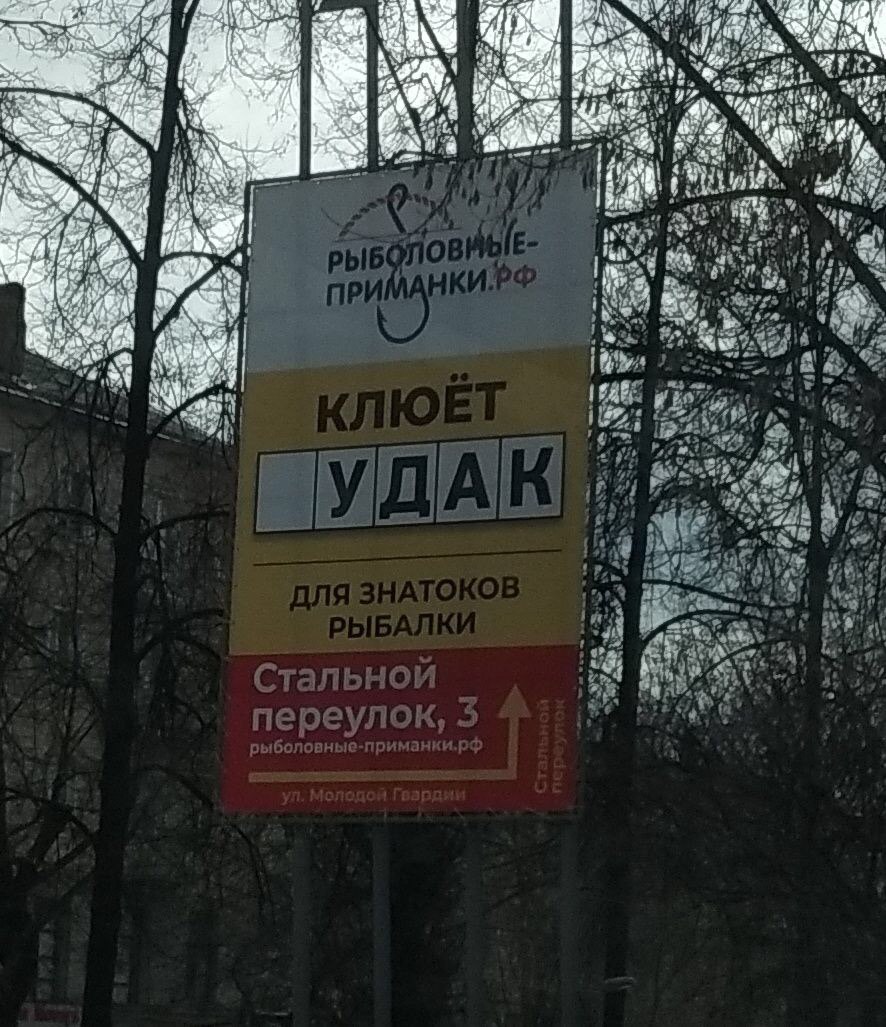 РЫБОЛОВНЫЕ-
ПРИМАНКИ.РФ
КЛЮЁТ
УДАК
ДЛЯ ЗНАТОКОВ
РЫБАЛКИ
Стальной
переулок, 3
рыболовные-приманки.рф
ул. Молодой Гвардии
Стальной
переулок